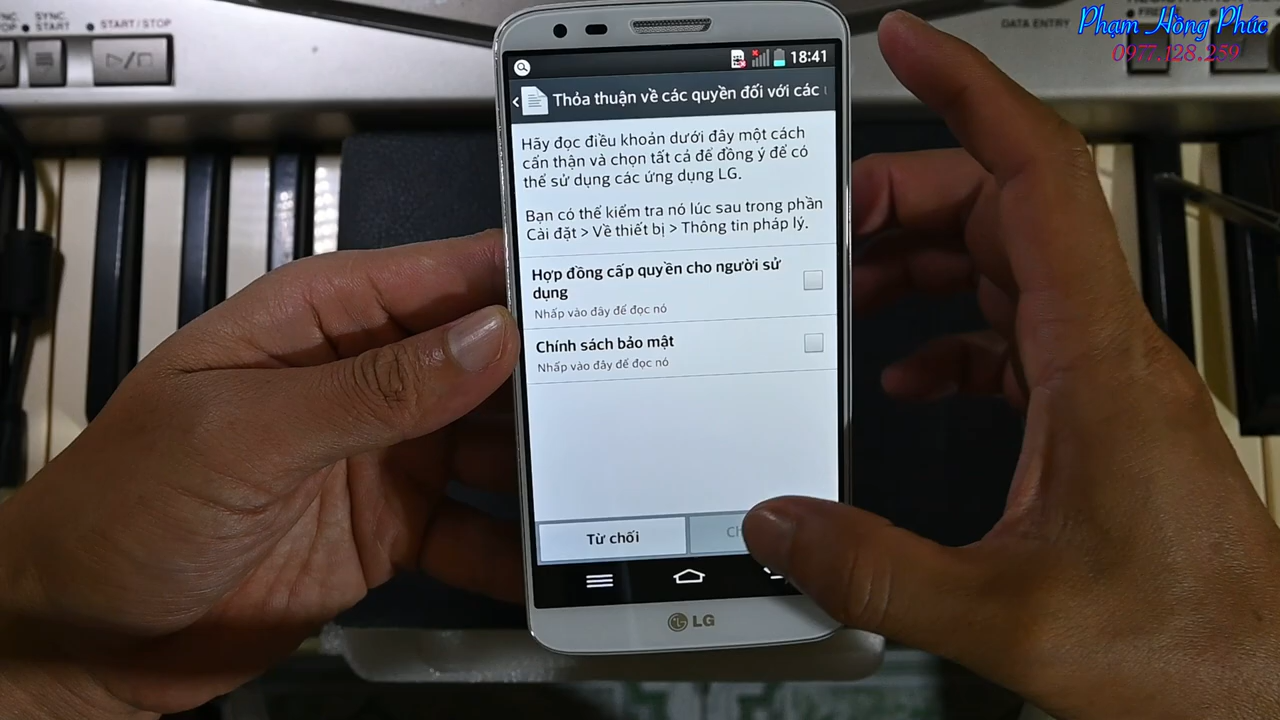 SYNC.
START
START/STOP
DATA ENTRY
Phạm Hồng Phúc
0977.128.259
18:41
Thỏa thuận về các quyền đối với các
Hãy đọc điều khoản dưới đây một cách
cẩn thận và chọn tất cả để đồng ý để có
thể sử dụng các ứng dụng LG.
Bạn có thể kiểm tra nó lúc sau trong phần
Cài đặt > Về thiết bị > Thông tin pháp lý.
Hợp đồng cấp quyền cho người sử
dụng
Nhấp vào đây để đọc nó
Chính sách bảo mật
Nhấp vào đây để đọc nó
Từ chối
LG